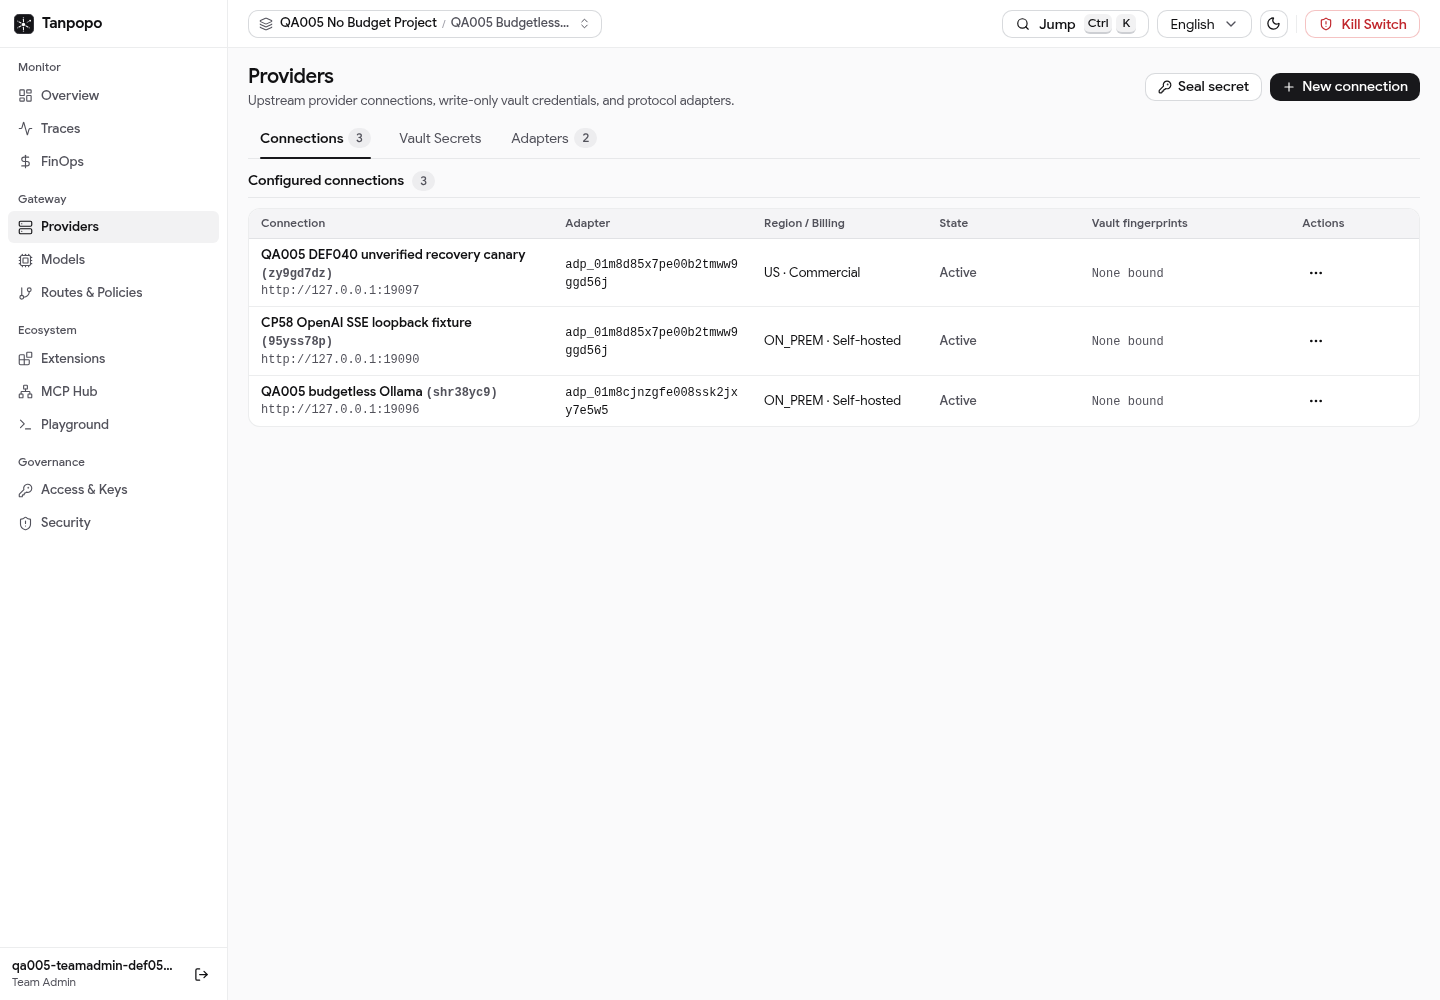 Tanpopo
QA005 No Budget Project / QA005 Budgetless...
Jump Ctrl K
English
Kill Switch
Monitor
Overview
Traces
FinOps
Gateway
Providers
Models
Routes & Policies
Ecosystem
Extensions
MCP Hub
Playground
Governance
Access & Keys
Security
qa005-teamadmin-def05...
Team Admin
Providers
Upstream provider connections, write-only vault credentials, and protocol adapters.
Seal secret
New connection
Connections 3
Vault Secrets
Adapters 2
Configured connections 3
Connection Adapter Region / Billing State Vault fingerprints Actions
QA005 DEF040 unverified recovery canary
(zy9gd7dz)
http://127.0.0.1:19097
adp_01m8d85x7pe00b2tmww9
ggd56j
US · Commercial
Active
None bound
CP58 OpenAI SSE loopback fixture
(95yss78p)
http://127.0.0.1:19090
adp_01m8d85x7pe00b2tmww9
ggd56j
ON_PREM · Self-hosted
Active
None bound
QA005 budgetless Ollama (shr38yc9)
http://127.0.0.1:19096
adp_01m8cjnzgfe008ssk2jx
y7e5w5
ON_PREM · Self-hosted
Active
None bound